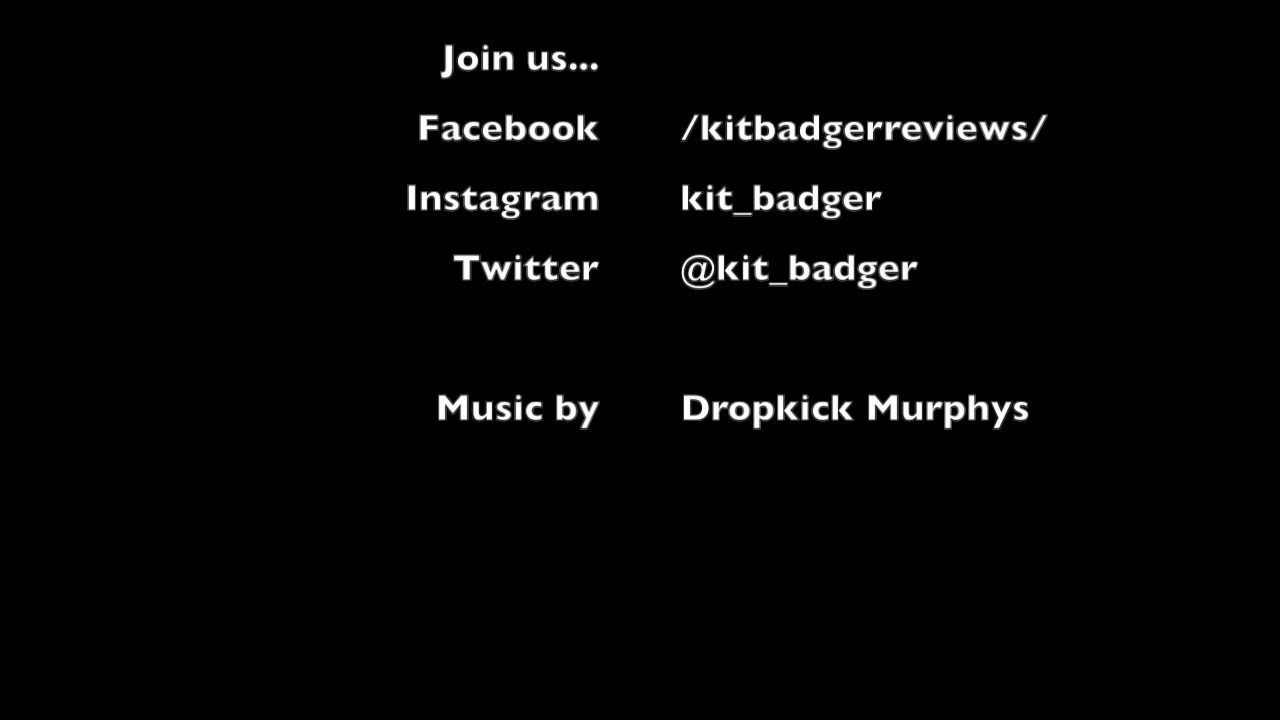 Join us...
Facebook /kitbadgerreviews/
Instagram kit_badger
Twitter @kit_badger
Music by Dropkick Murphys